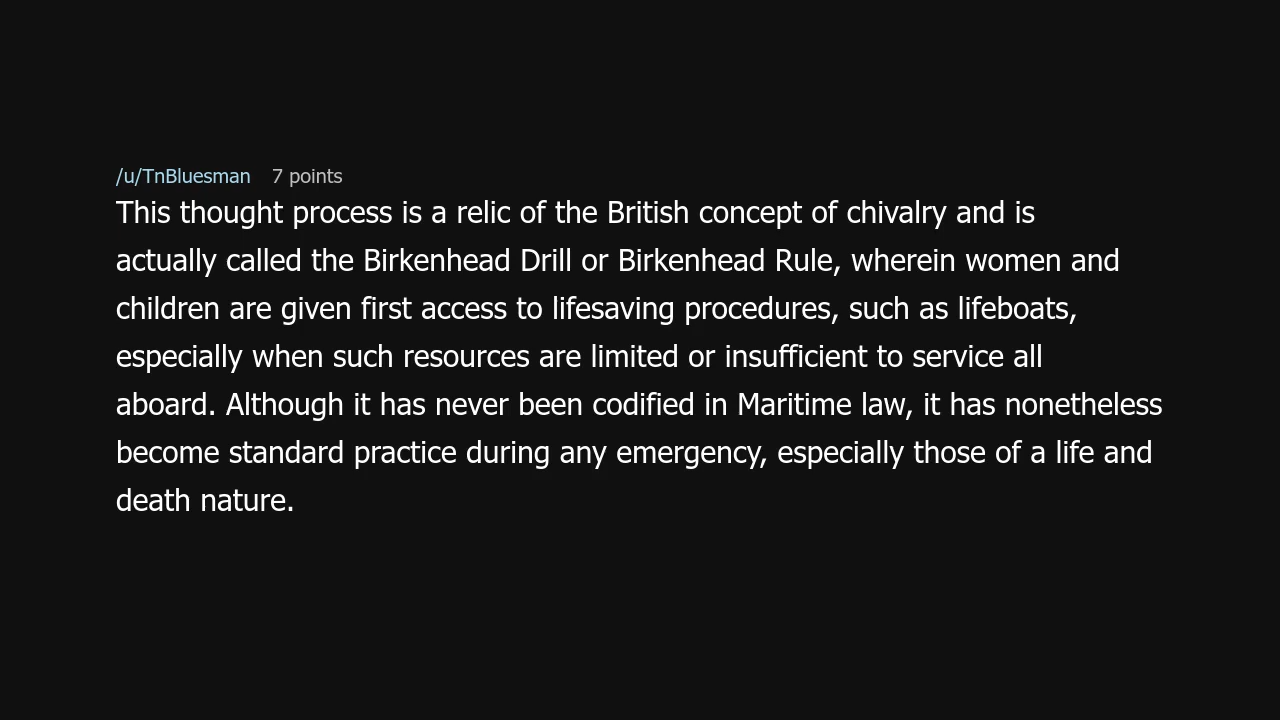 /u/TnBluesman 7 points
This thought process is a relic of the British concept of chivalry and is
actually called the Birkenhead Drill or Birkenhead Rule, wherein women and
children are given first access to lifesaving procedures, such as lifeboats,
especially when such resources are limited or insufficient to service all
aboard. Although it has never been codified in Maritime law, it has nonetheless
become standard practice during any emergency, especially those of a life and
death nature.